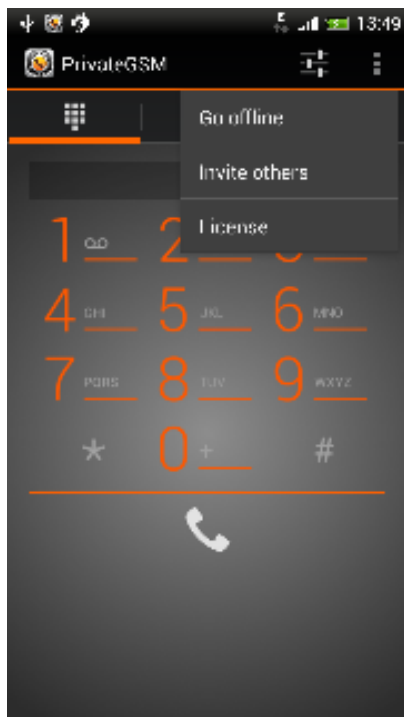 13:49
PrivateGSM
Go offline
Invite others
License
1 2 3
4 GHI 5 JKL 6 MNO
7 PQRS 8 TUV 9 WXYZ
* 0 + #